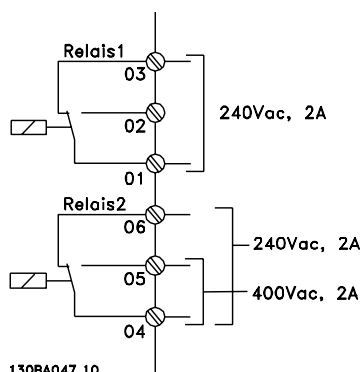 Relais1
03
02
240Vac, 2A
01
Relais2
06
240Vac, 2A
05
400Vac, 2A
04
130BA047.10